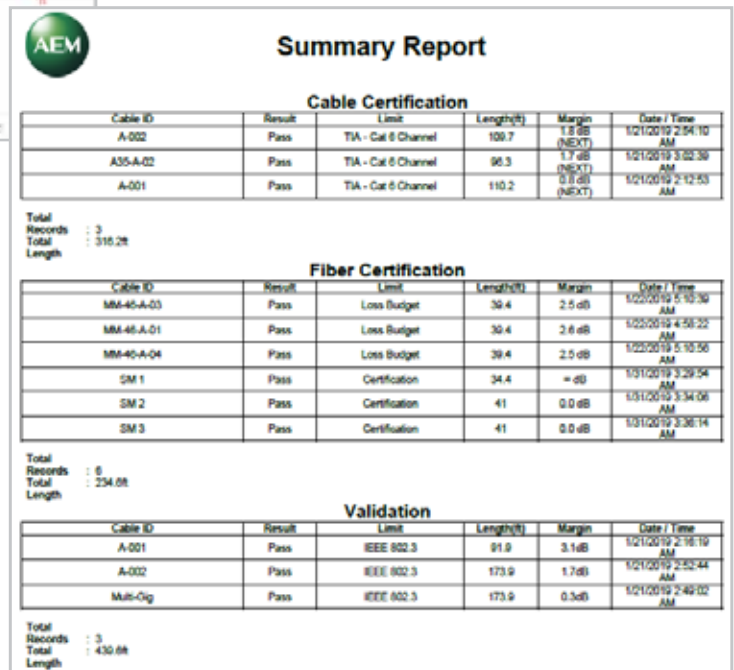 AEM
Summary Report
Cable Certification
Cable ID Result Limit Length(ft) Margin Date / Time
A-002 Pass TIA - Cat 6 Channel 109.7 1.8 dB (NEXT) 1/21/2019 2:54:10 AM
A35-A-02 Pass TIA - Cat 6 Channel 96.3 1.7 dB (NEXT) 1/21/2019 3:02:39 AM
A-001 Pass TIA - Cat 6 Channel 110.2 0.8 dB (NEXT) 1/21/2019 2:12:53 AM
Total
Records : 3
Total : 316.2ft
Length
Fiber Certification
Cable ID Result Limit Length(ft) Margin Date / Time
MM-46-A-03 Pass Loss Budget 39.4 2.5 dB 1/22/2019 5:10:39 AM
MM-46-A-01 Pass Loss Budget 39.4 2.6 dB 1/22/2019 4:58:22 AM
MM-46-A-04 Pass Loss Budget 39.4 2.5 dB 1/22/2019 5:10:56 AM
SM 1 Pass Certification 34.4 dB 1/31/2019 3:29:54 AM
SM 2 Pass Certification 41 0.0 dB 1/31/2019 3:34:06 AM
SM 3 Pass Certification 41 0.0 dB 1/31/2019 3:36:14 AM
Total
Records : 6
Total : 234.6ft
Length
Validation
Cable ID Result Limit Length(ft) Margin Date / Time
A-001 Pass IEEE 802.3 91.9 3.1dB 1/21/2019 2:16:19 AM
A-002 Pass IEEE 802.3 173.9 1.7dB 1/21/2019 2:52:44 AM
Multi-Gig Pass IEEE 802.3 173.9 0.3dB 1/21/2019 2:49:02 AM
Total
Records : 3
Total : 439.6ft
Length